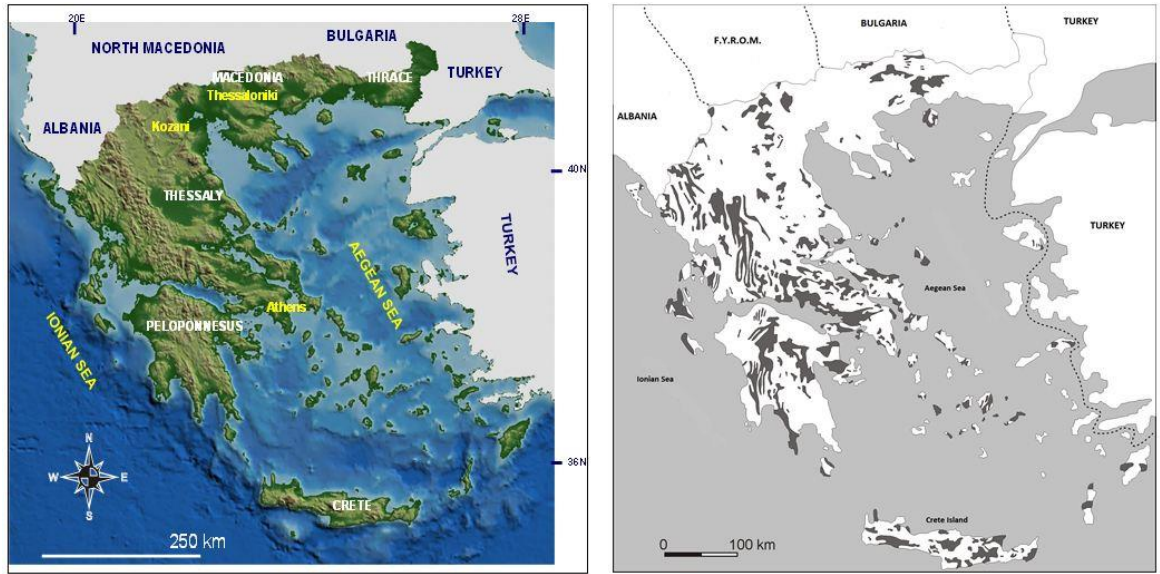 20E
28E
NORTH MACEDONIA
BULGARIA
MACEDONIA
THRACE
TURKEY
Thessaloniki
Kozani
ALBANIA
40N
THESSALY
TURKEY
AEGEAN SEA
Athens
PELOPONNESUS
IONIAN SEA
N
W
E
S
36N
CRETE
250 km
BULGARIA
TURKEY
F.Y.R.O.M.
ALBANIA
TURKEY
Aegean Sea
Ionian Sea
Crete Island
0
100 km